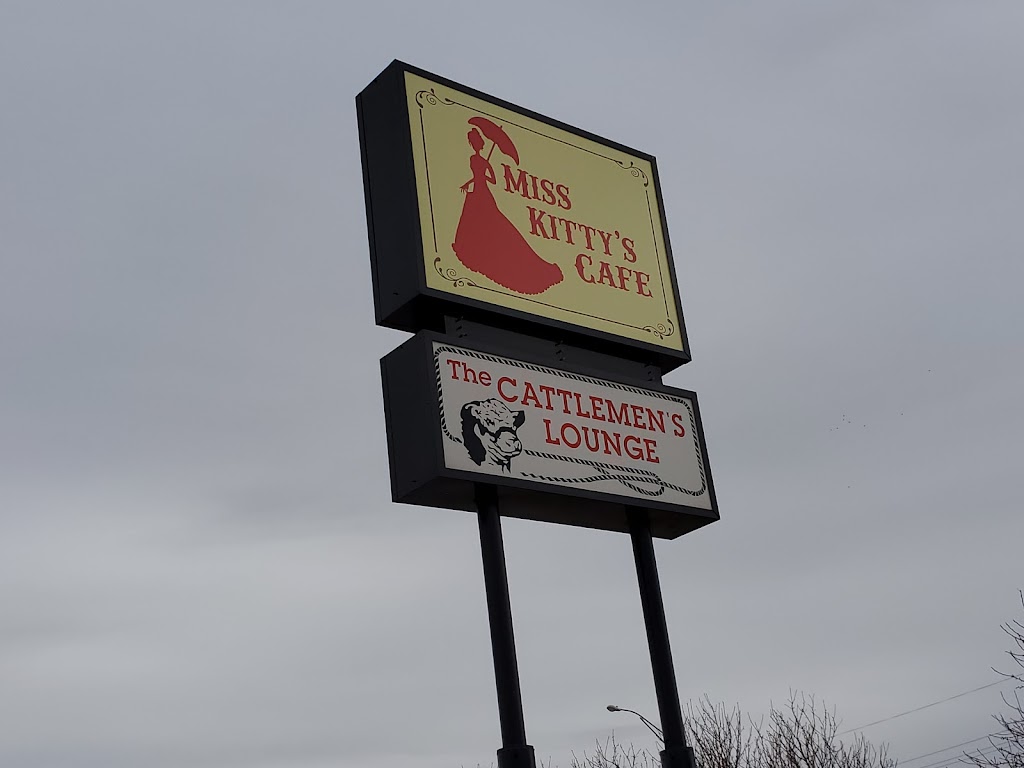 MISS
KITTY'S
CAFE
The CATTLEMEN'S
LOUNGE